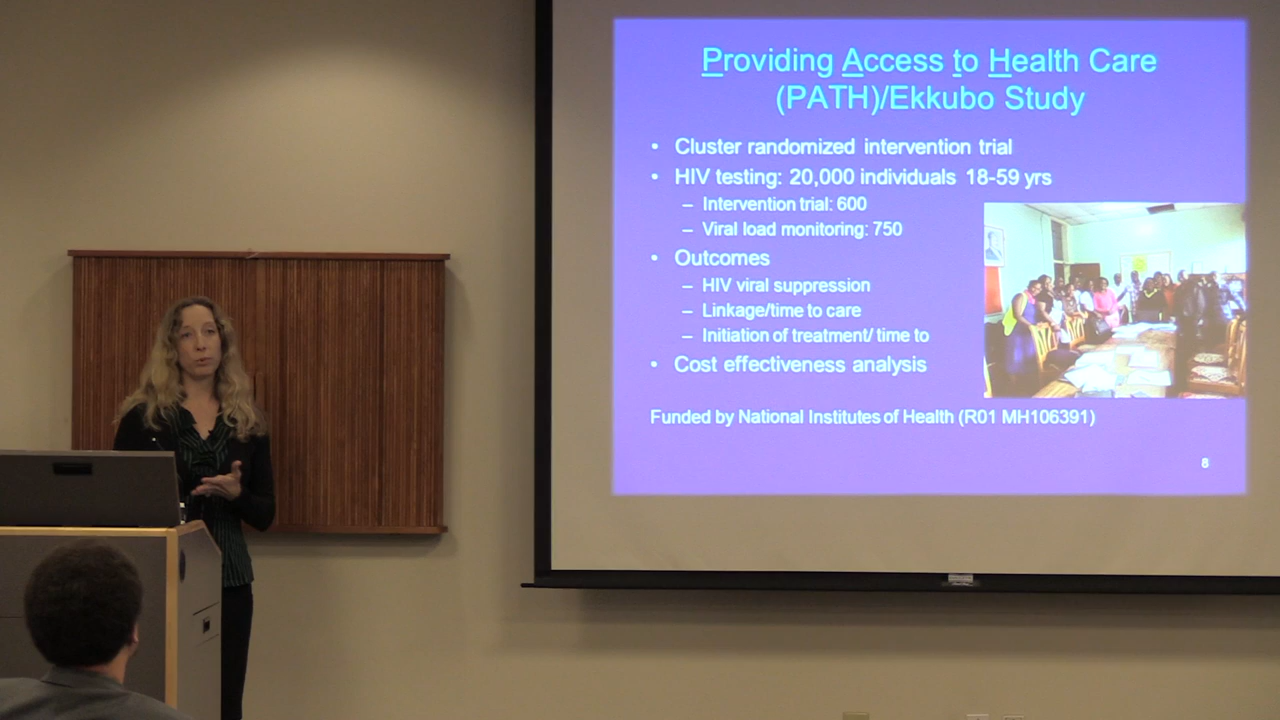 Providing Access to Health Care
(PATH)/Ekkubo Study
• Cluster randomized intervention trial
• HIV testing: 20,000 individuals 18-59 yrs
– Intervention trial: 600
– Viral load monitoring: 750
• Outcomes
– HIV viral suppression
– Linkage/time to care
– Initiation of treatment/ time to
• Cost effectiveness analysis
Funded by National Institutes of Health (R01 MH106391)
8